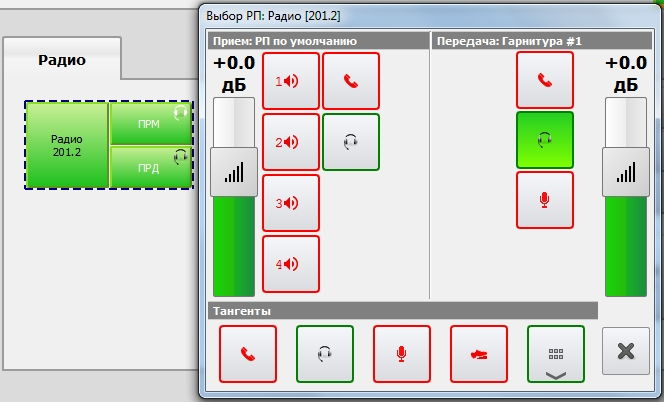 Выбор РП: Радио [201.2]
Радио
Прием: РП по умолчанию
Передача: Гарнитура #1
+0.0
дБ
+0.0
дБ
1
2
3
4
Радио
201.2
ПРМ
ПРД
Тангенты